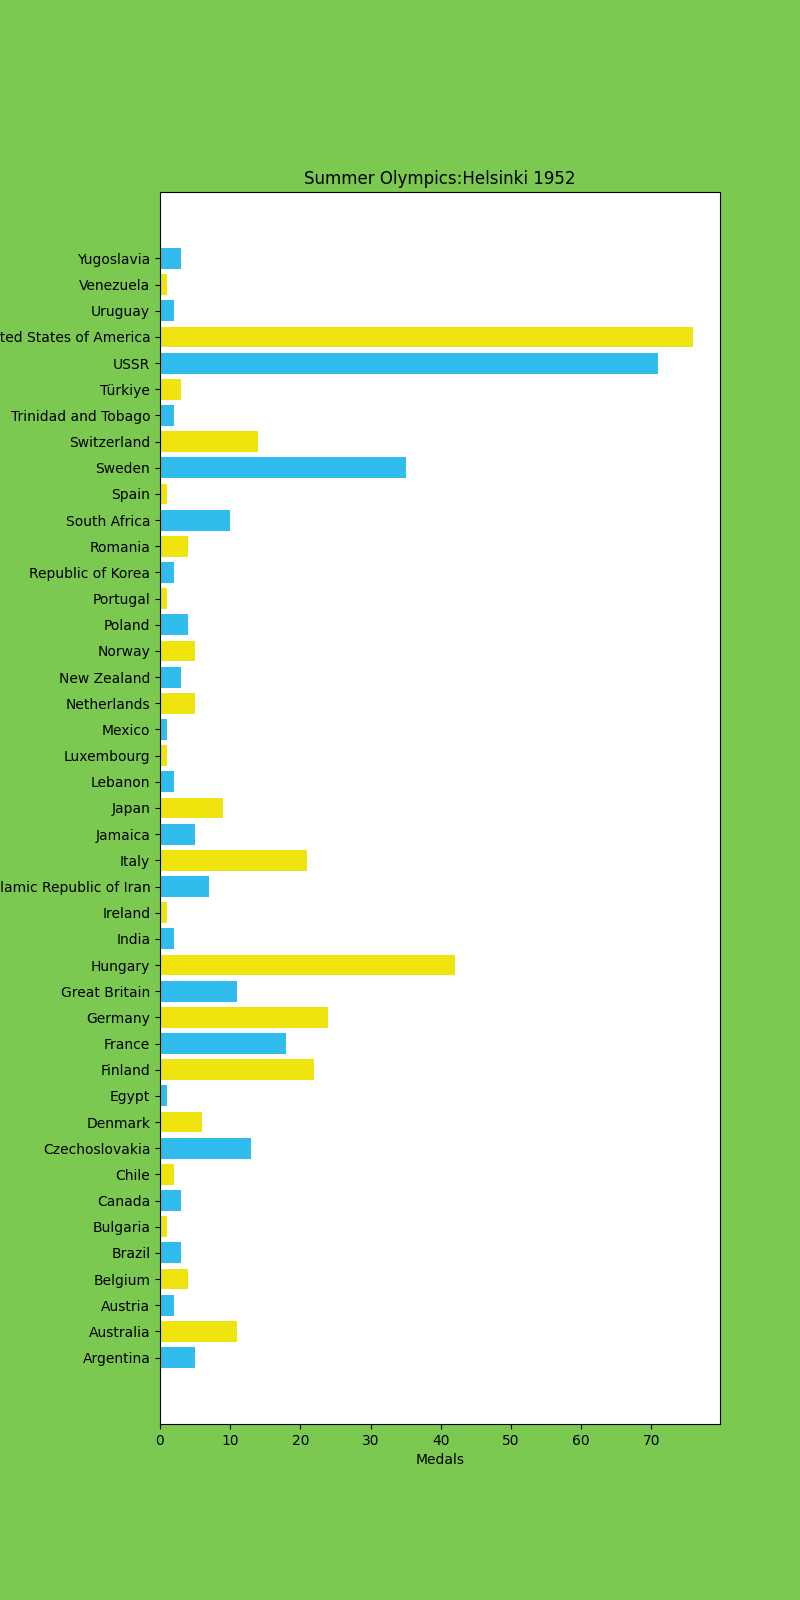 Summer Olympics:Helsinki 1952
Yugoslavia
Venezuela
Uruguay
ted States of America
USSR
Türkiye
Trinidad and Tobago
Switzerland
Sweden
Spain
South Africa
Romania
Republic of Korea
Portugal
Poland
Norway
New Zealand
Netherlands
Mexico
Luxembourg
Lebanon
Japan
Jamaica
Italy
lamic Republic of Iran
Ireland
India
Hungary
Great Britain
Germany
France
Finland
Egypt
Denmark
Czechoslovakia
Chile
Canada
Bulgaria
Brazil
Belgium
Austria
Australia
Argentina
0 10 20 30 40 50 60 70
Medals